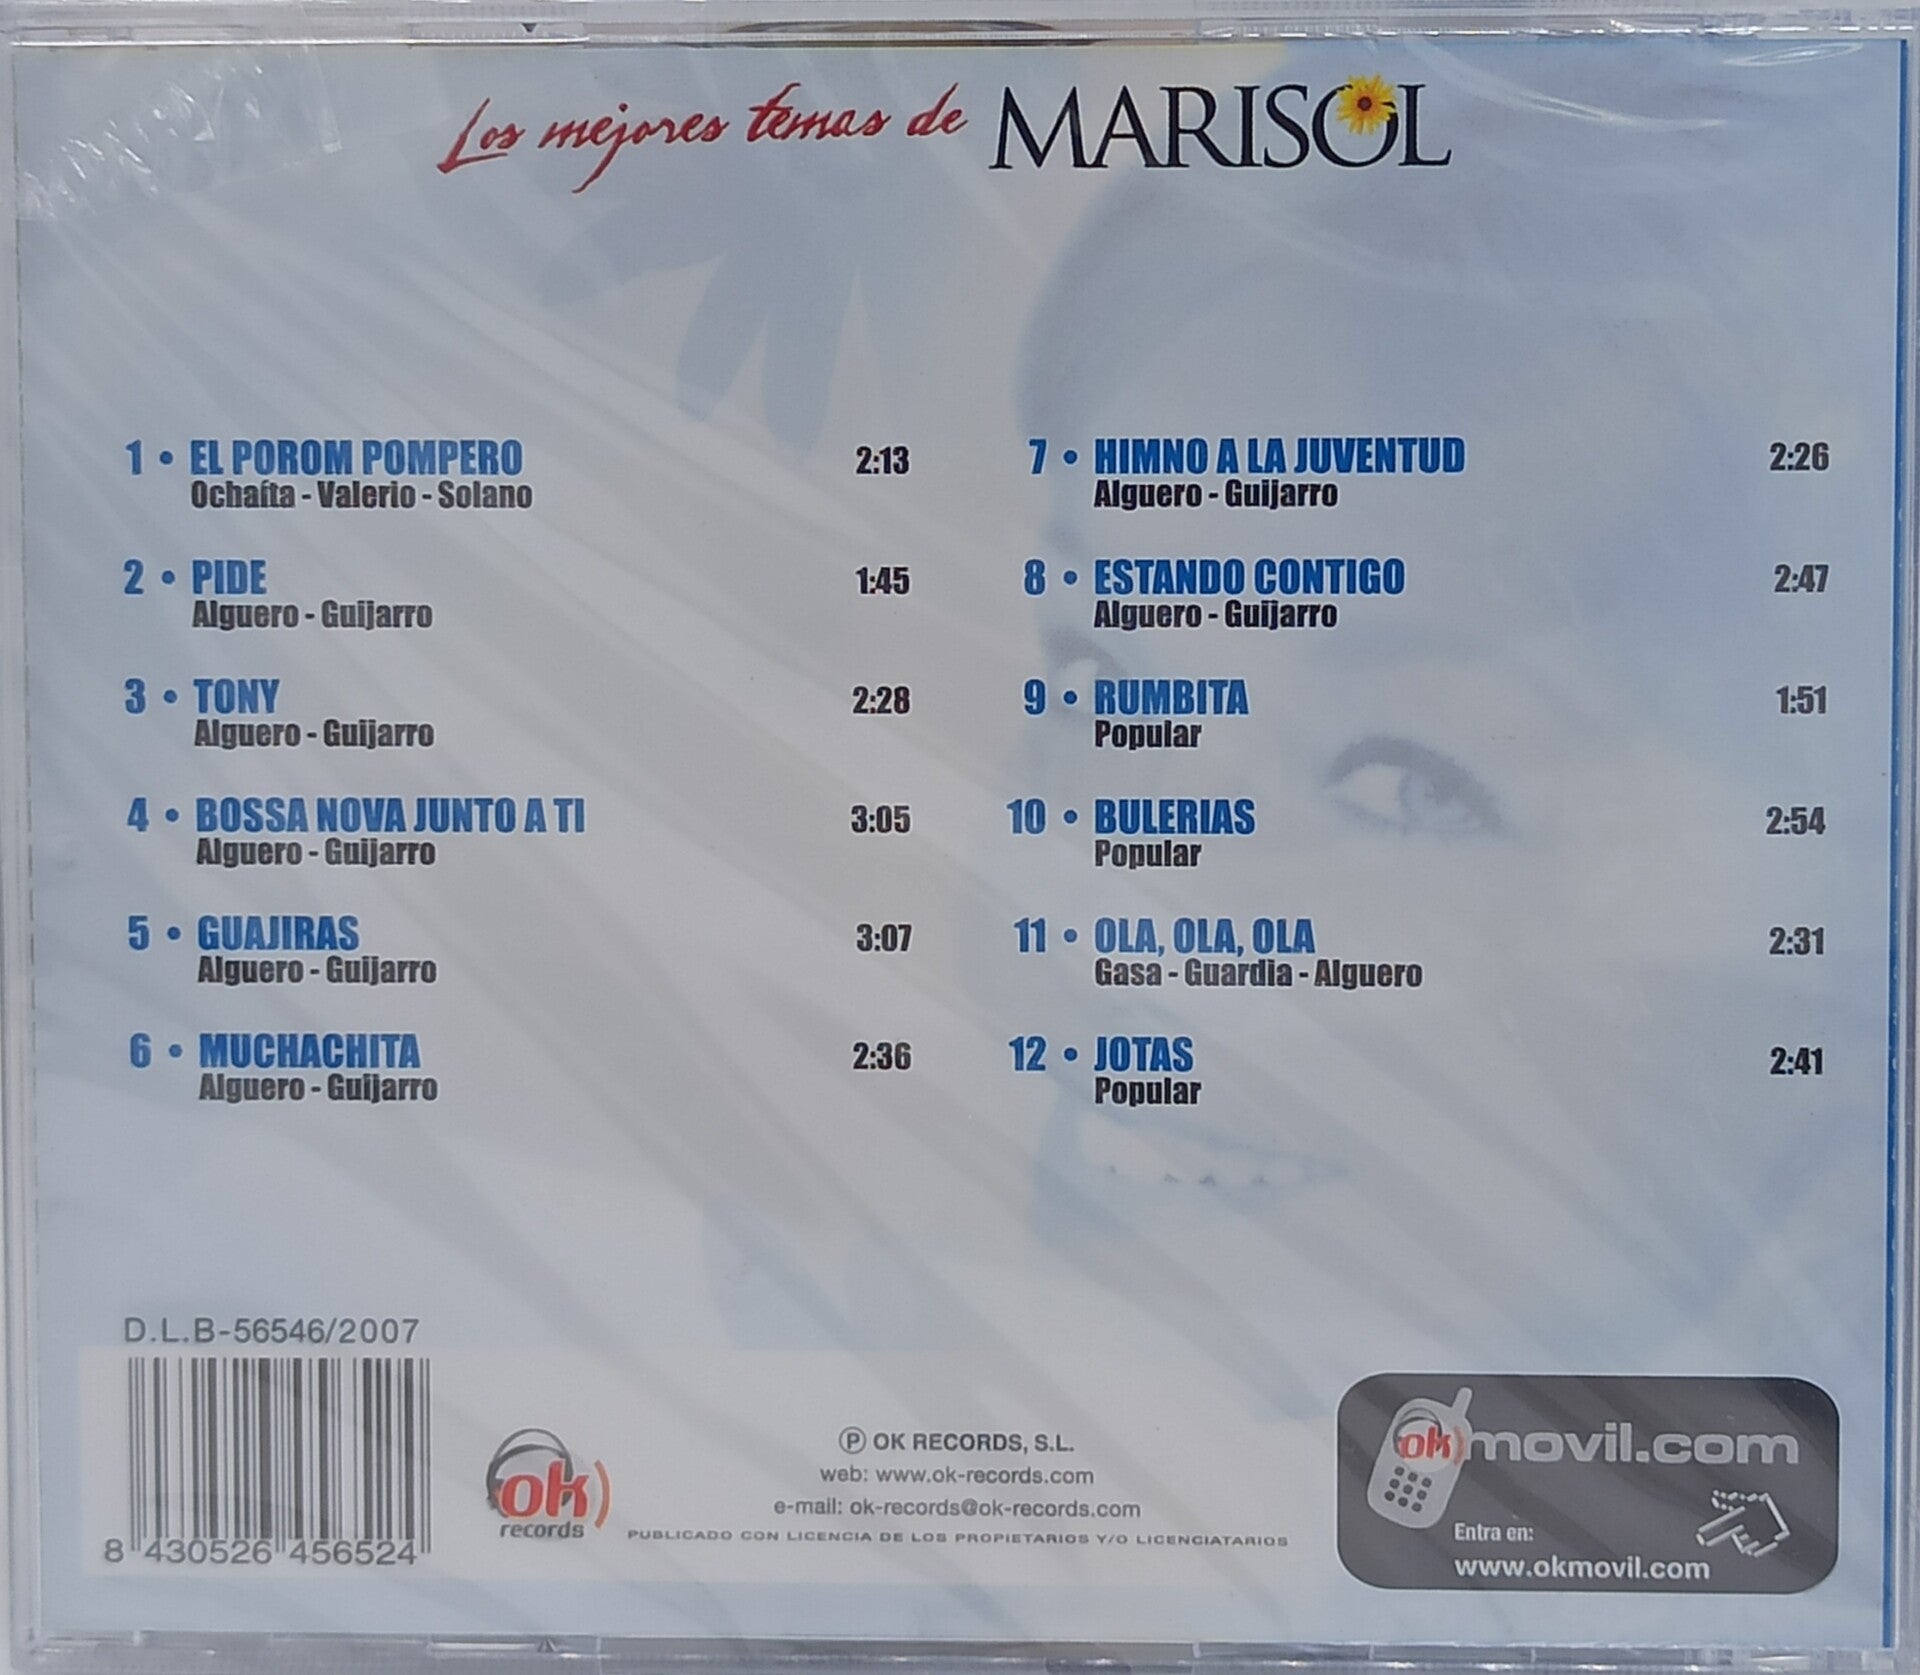 Los mejores temas de MARISOL
1 • EL POROM POMPERO 2:13
Ochaíta - Valerio - Solano
2 • PIDE 1:45
Alguero - Guijarro
3 • TONY 2:28
Alguero - Guijarro
4 • BOSSA NOVA JUNTO A TI 3:05
Alguero - Guijarro
5 • GUAJIRAS 3:07
Alguero - Guijarro
6 • MUCHACHITA 2:36
Alguero - Guijarro
7 • HIMNO A LA JUVENTUD 2:26
Alguero - Guijarro
8 • ESTANDO CONTIGO 2:47
Alguero - Guijarro
9 • RUMBITA 1:51
Popular
10 • BULERIAS 2:54
Popular
11 • OLA, OLA, OLA 2:31
Gasa - Guardia - Alguero
12 • JOTAS 2:41
Popular
D.L.B-56546/2007
8 430526 456524
ok)
records
Ⓟ OK RECORDS, S.L.
web: www.ok-records.com
e-mail: ok-records@ok-records.com
PUBLICADO CON LICENCIA DE LOS PROPIETARIOS Y/O LICENCIATARIOS
ok)movil.com
Entra en:
www.okmovil.com